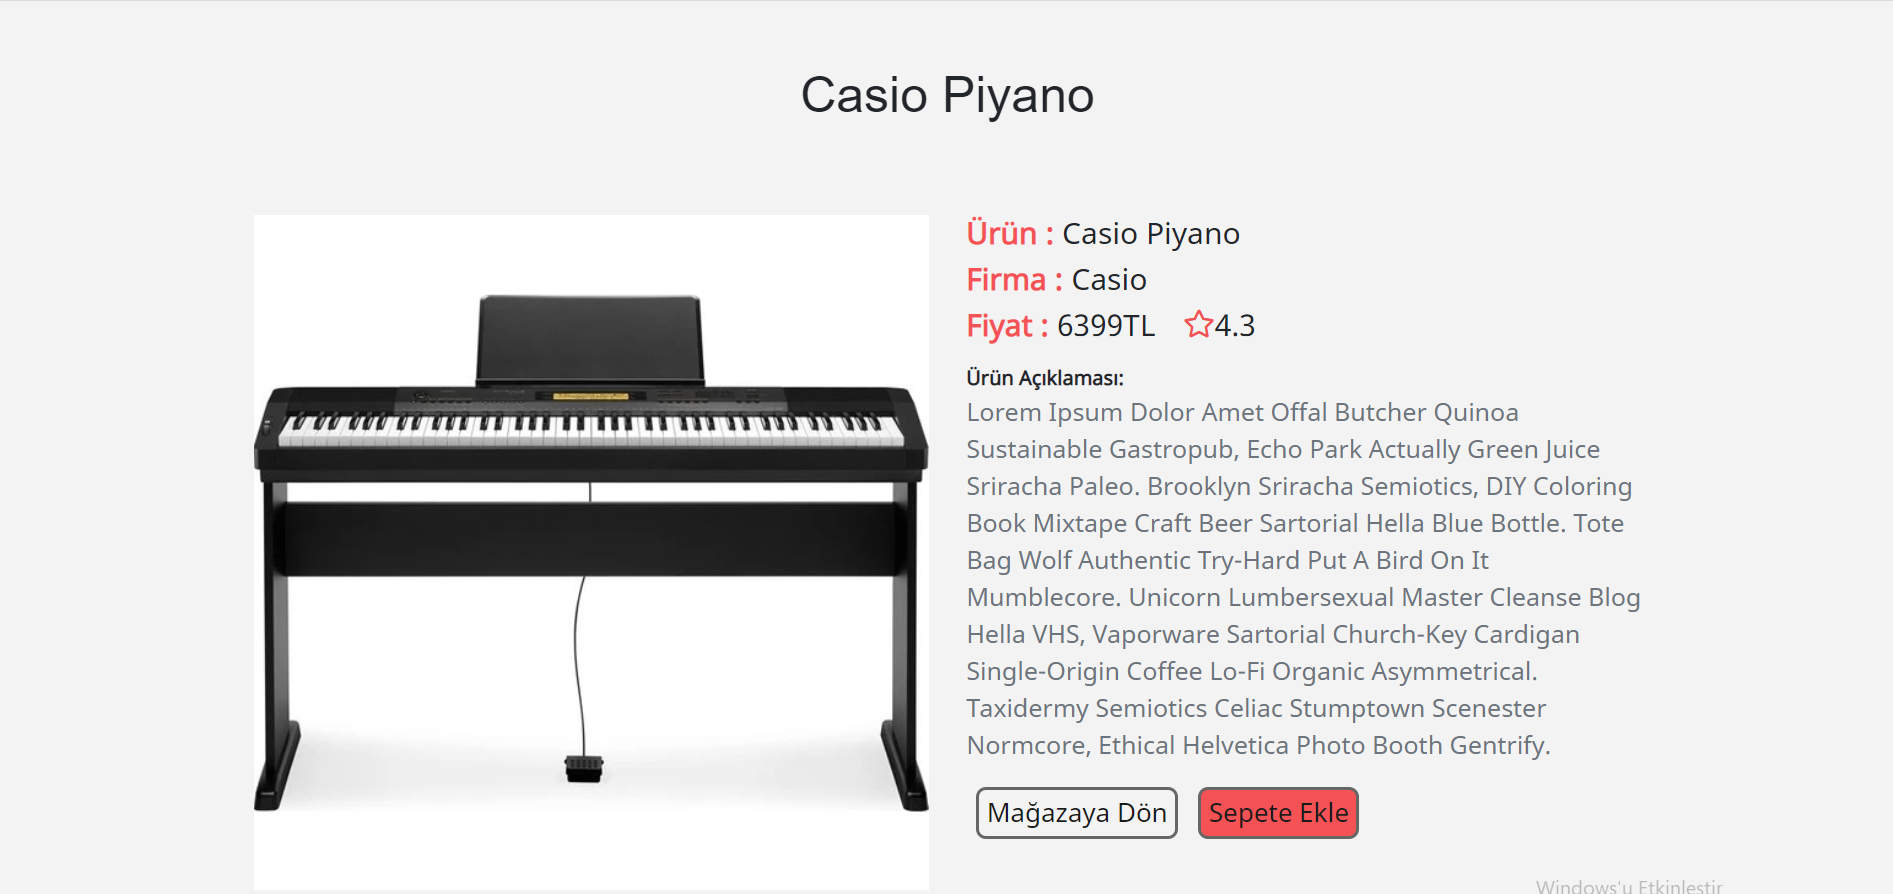 Casio Piyano
Ürün : Casio Piyano
Firma : Casio
Fiyat : 6399TL 4.3
Ürün Açıklaması:
Lorem Ipsum Dolor Amet Offal Butcher Quinoa
Sustainable Gastropub, Echo Park Actually Green Juice
Sriracha Paleo. Brooklyn Sriracha Semiotics, DIY Coloring
Book Mixtape Craft Beer Sartorial Hella Blue Bottle. Tote
Bag Wolf Authentic Try-Hard Put A Bird On It
Mumblecore. Unicorn Lumbersexual Master Cleanse Blog
Hella VHS, Vaporware Sartorial Church-Key Cardigan
Single-Origin Coffee Lo-Fi Organic Asymmetrical.
Taxidermy Semiotics Celiac Stumptown Scenester
Normcore, Ethical Helvetica Photo Booth Gentrify.
Mağazaya Dön Sepete Ekle
Windows'u Etkinleştir